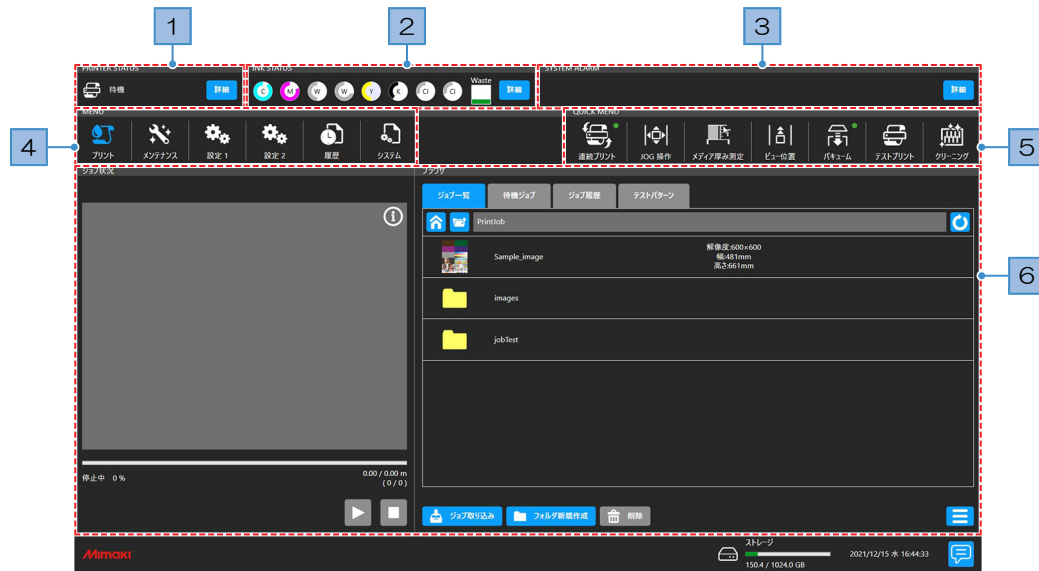 1
2
3
PRINTER STATUS
INK STATUS
SYSTEM ALARM
待機
詳細
C
M
W
W
Y
K
Cl
Cl
Waste
詳細
詳細
4
MENU
プリント
メンテナンス
設定 1
設定 2
履歴
システム
QUICK MENU
連続プリント
JOG 操作
メディア厚み測定
ビュー位置
バキューム
テストプリント
クリーニング
5
ジョブ状況
ブラウザ
ジョブ一覧
待機ジョブ
ジョブ履歴
テストパターン
PrintJob
Sample_image
解像度:600×600
幅:481mm
高さ:661mm
6
images
jobTest
停止中 0 %
0.00 / 0.00 m
( 0 / 0 )
ジョブ取り込み
フォルダ新規作成
削除
Mimaki
ストレージ
150.4 / 1024.0 GB
2021/12/15 水 16:44:33